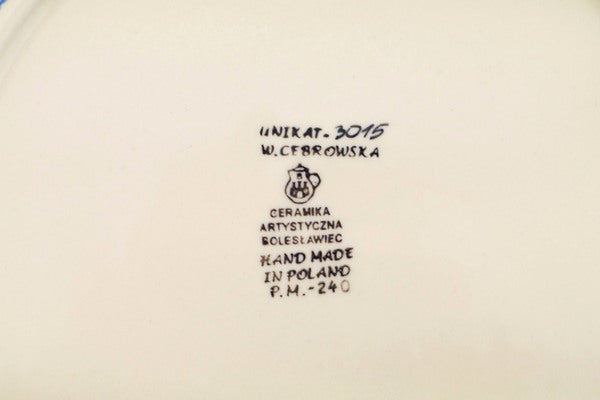 UNIKAT-3015
W.CEBROWSKA
CERAMIKA
ARTYSTYCZNA
BOLESŁAWIEC
HAND MADE
IN POLAND
P.M.-240